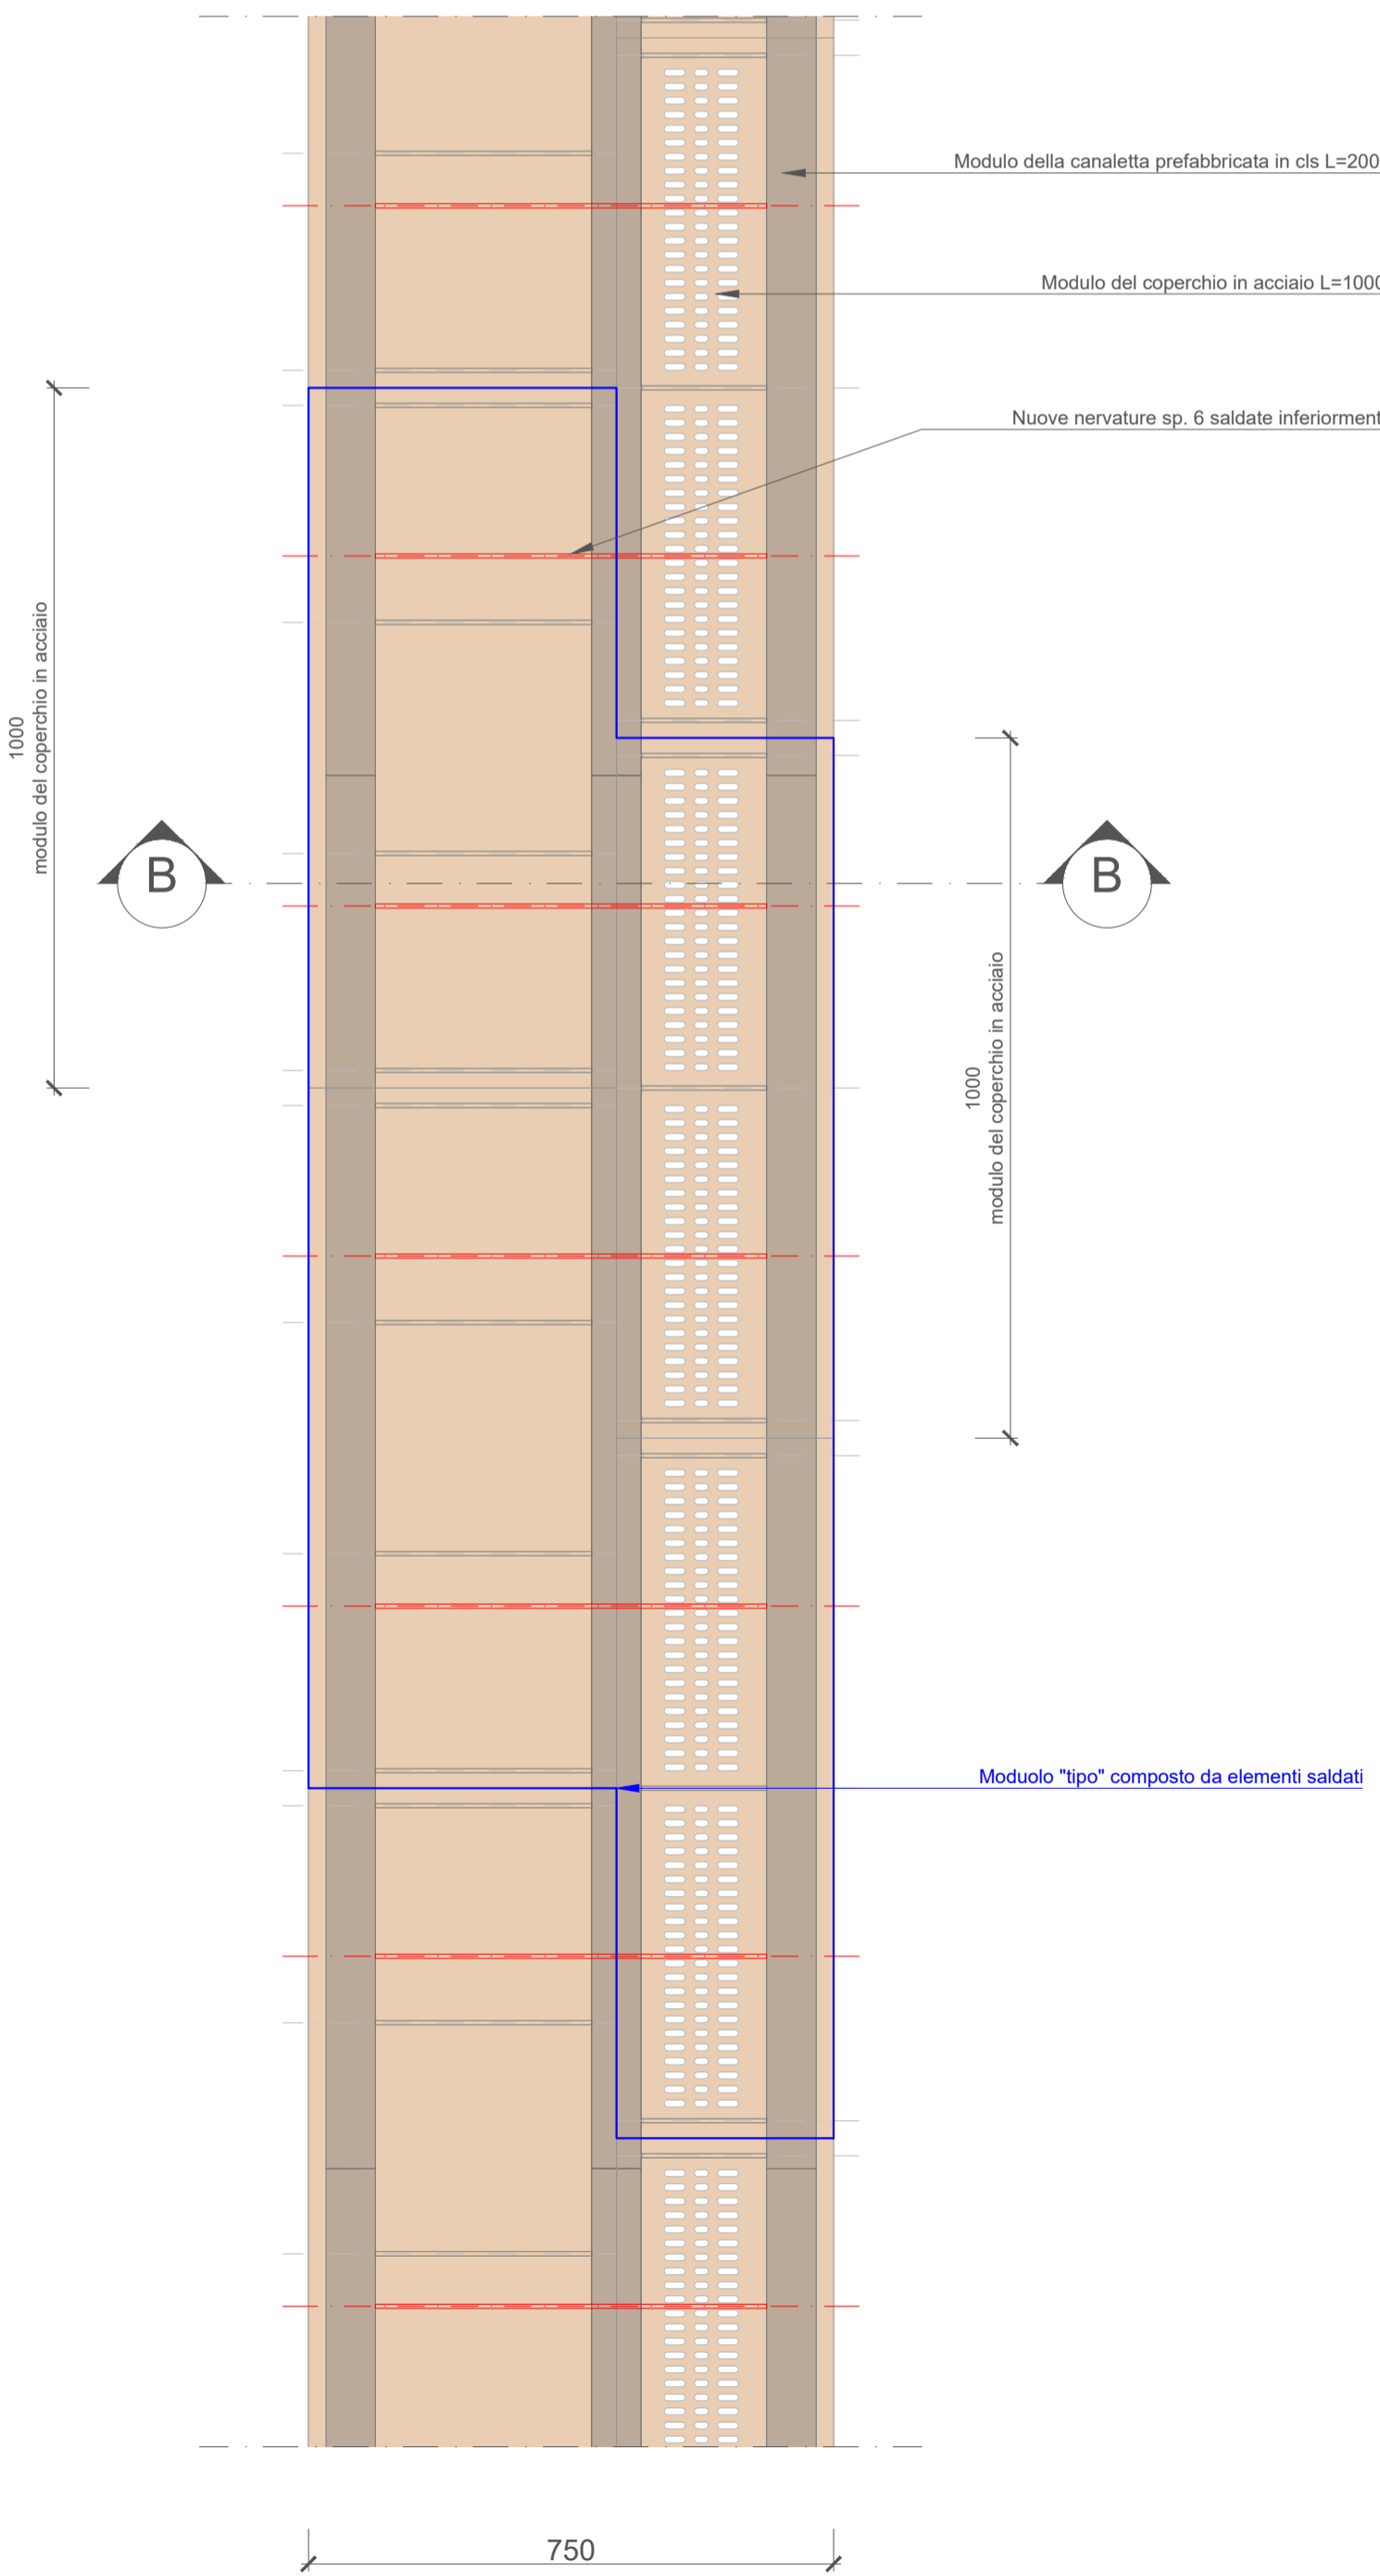 Modulo della canaletta prefabbricata in cls L=200
Modulo del coperchio in acciaio L=1000
Nuove nervature sp. 6 saldate inferiorment
1000
modulo del coperchio in acciaio
B
B
1000
modulo del coperchio in acciaio
Moduolo "tipo" composto da elementi saldati
750